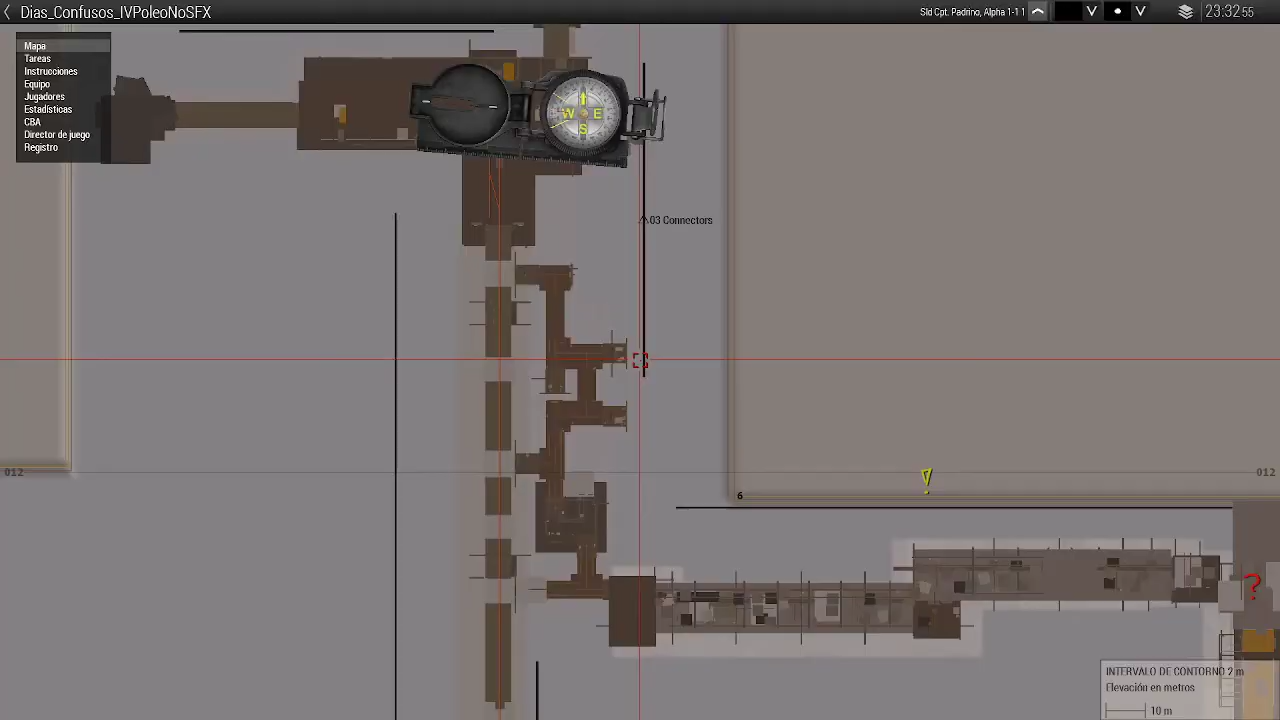 Dias_Confusos_IVPoleoNoSFX
Sld Cpt. Padrino, Alpha 1-1 1
23:32:55
Mapa
Tareas
Instrucciones
Equipo
Jugadores
Estadísticas
CBA
Director de juego
Registro
W E
S
03 Connectors
012
012
6
!
?
INTERVALO DE CONTORNO 2 m
Elevación en metros
10 m